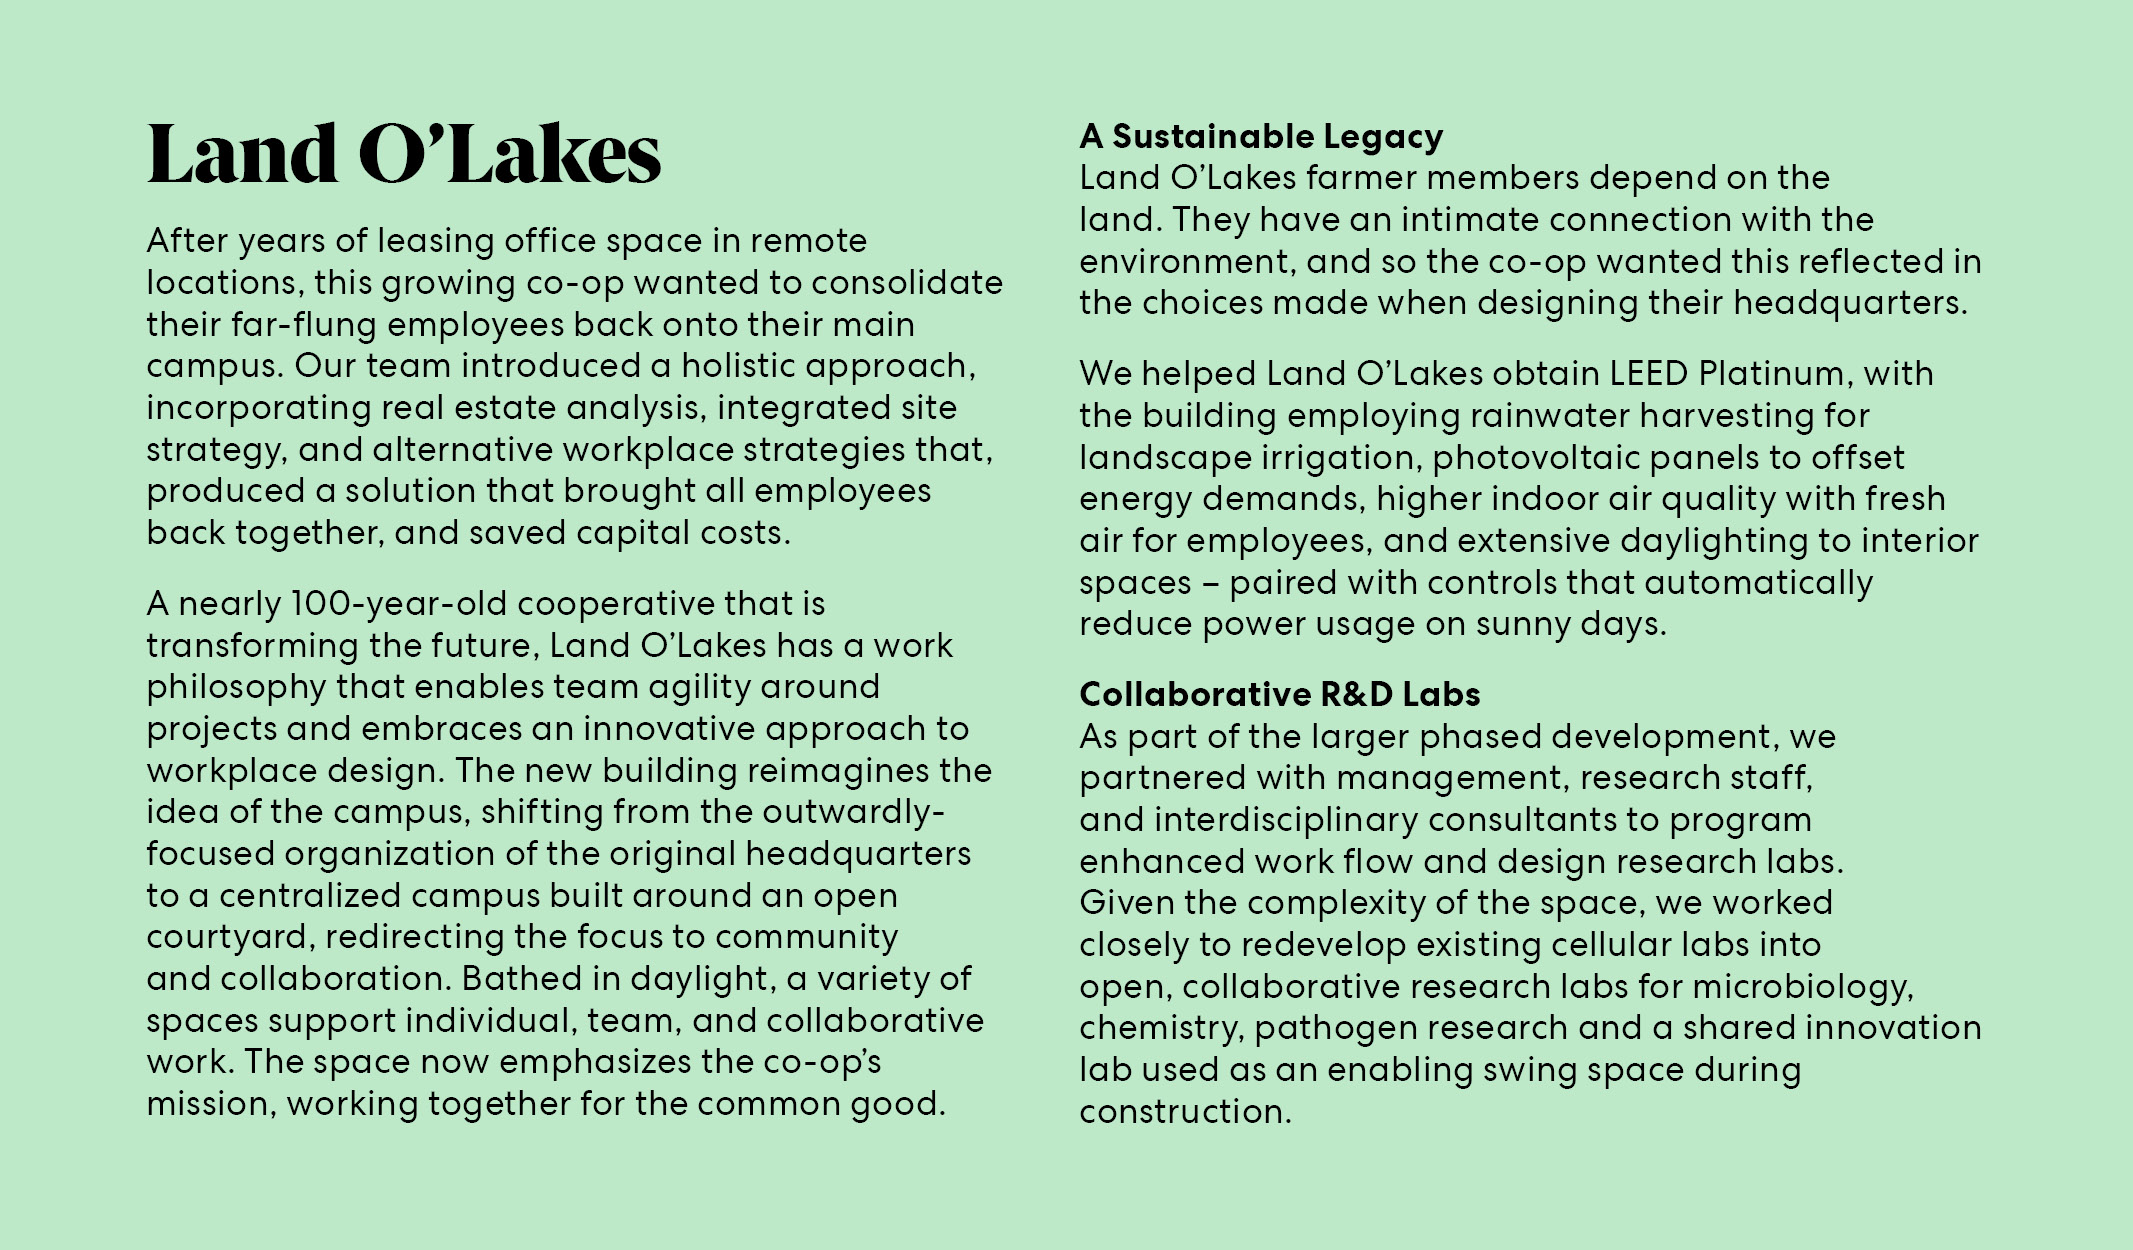 Land O’Lakes
After years of leasing office space in remote
locations, this growing co-op wanted to consolidate
their far-flung employees back onto their main
campus. Our team introduced a holistic approach,
incorporating real estate analysis, integrated site
strategy, and alternative workplace strategies that,
produced a solution that brought all employees
back together, and saved capital costs.
A nearly 100-year-old cooperative that is
transforming the future, Land O’Lakes has a work
philosophy that enables team agility around
projects and embraces an innovative approach to
workplace design. The new building reimagines the
idea of the campus, shifting from the outwardly-
focused organization of the original headquarters
to a centralized campus built around an open
courtyard, redirecting the focus to community
and collaboration. Bathed in daylight, a variety of
spaces support individual, team, and collaborative
work. The space now emphasizes the co-op’s
mission, working together for the common good.
A Sustainable Legacy
Land O’Lakes farmer members depend on the
land. They have an intimate connection with the
environment, and so the co-op wanted this reflected in
the choices made when designing their headquarters.
We helped Land O’Lakes obtain LEED Platinum, with
the building employing rainwater harvesting for
landscape irrigation, photovoltaic panels to offset
energy demands, higher indoor air quality with fresh
air for employees, and extensive daylighting to interior
spaces – paired with controls that automatically
reduce power usage on sunny days.
Collaborative R&D Labs
As part of the larger phased development, we
partnered with management, research staff,
and interdisciplinary consultants to program
enhanced work flow and design research labs.
Given the complexity of the space, we worked
closely to redevelop existing cellular labs into
open, collaborative research labs for microbiology,
chemistry, pathogen research and a shared innovation
lab used as an enabling swing space during
construction.